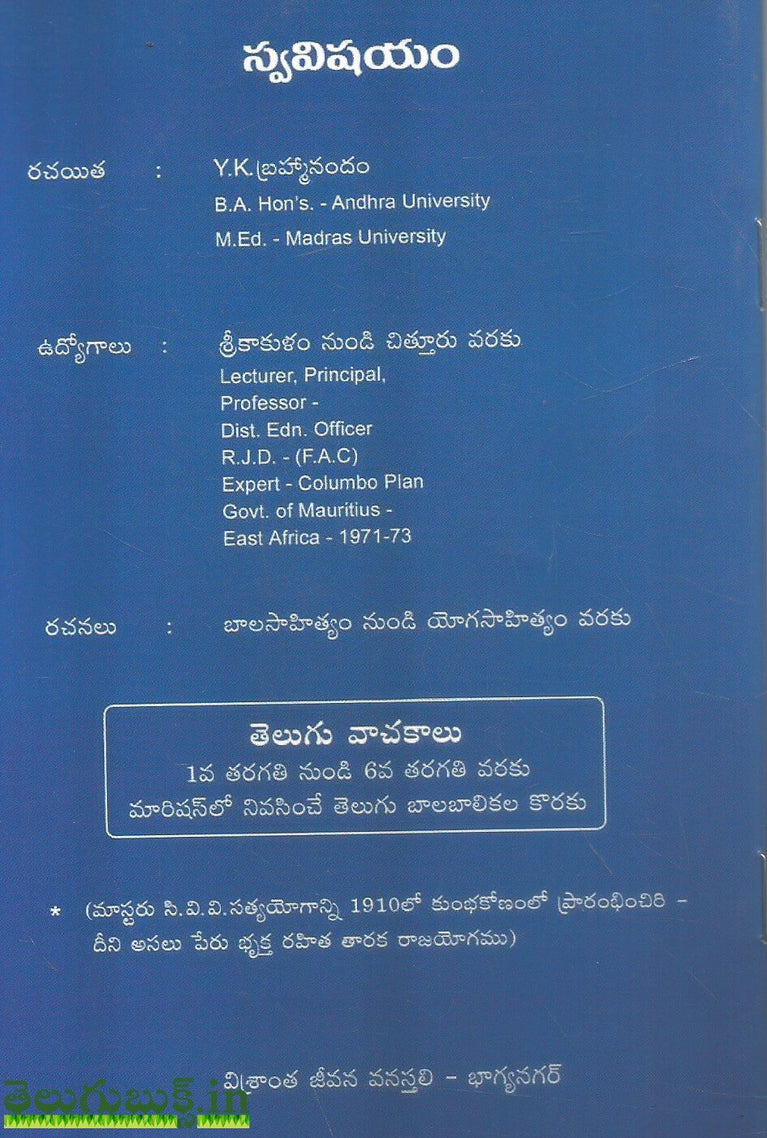 స్వవిషయం
రచయిత : Y.K.బ్రహ్మానందం
B.A. Hon's. - Andhra University
M.Ed. - Madras University
ఉద్యోగాలు : శ్రీకాకుళం నుండి చిత్తూరు వరకు
Lecturer, Principal,
Professor -
Dist. Edn. Officer
R.J.D. - (F.A.C)
Expert - Columbo Plan
Govt. of Mauritius -
East Africa - 1971-73
రచనలు : బాలసాహిత్యం నుండి యోగసాహిత్యం వరకు
తెలుగు వాచకాలు
1వ తరగతి నుండి 6వ తరగతి వరకు
మారిషస్‌లో నివసించే తెలుగు బాలబాలికల కొరకు
* (మాస్టరు సి.వి.వి.సత్యయోగాన్ని 1910లో కుంభకోణంలో ప్రారంభించిరి -
దీని అసలు పేరు భృక్త రహిత తారక రాజయోగము)
విశ్రాంత జీవన వనస్తలి - భాగ్యనగర్
తెలుగుబుక్స్.in